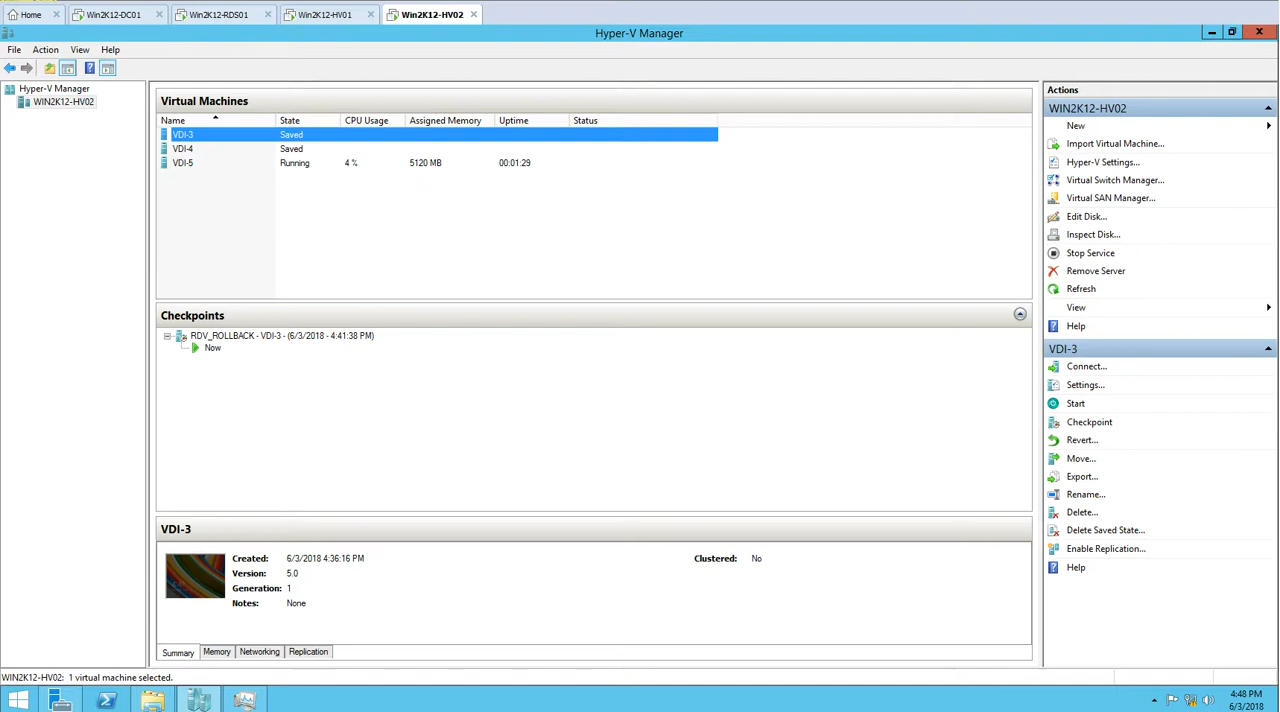 Home Win2K12-DC01 Win2K12-RDS01 Win2K12-HV01 Win2K12-HV02
Hyper-V Manager
File Action View Help
Hyper-V Manager
WIN2K12-HV02
Virtual Machines
Name State CPU Usage Assigned Memory Uptime Status
VDI-3 Saved
VDI-4 Saved
VDI-5 Running 4 % 5120 MB 00:01:29
Checkpoints
RDV_ROLLBACK - VDI-3 - (6/3/2018 - 4:41:38 PM)
Now
VDI-3
Created: 6/3/2018 4:36:16 PM Clustered: No
Version: 5.0
Generation: 1
Notes: None
Summary Memory Networking Replication
Actions
WIN2K12-HV02
New
Import Virtual Machine...
Hyper-V Settings...
Virtual Switch Manager...
Virtual SAN Manager...
Edit Disk...
Inspect Disk...
Stop Service
Remove Server
Refresh
View
Help
VDI-3
Connect...
Settings...
Start
Checkpoint
Revert...
Move...
Export...
Rename...
Delete...
Delete Saved State...
Enable Replication...
Help
WIN2K12-HV02: 1 virtual machine selected.
4:48 PM
6/3/2018